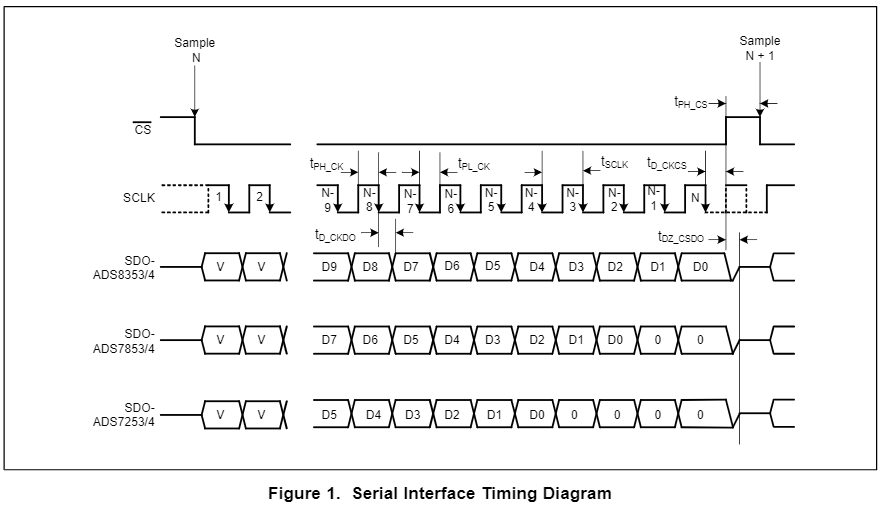 Sample
N
Sample
N + 1
tPH_CS
CS
tPH_CK
tPL_CK
tSCLK
tD_CKCS
SCLK
1
2
N-
9
N-
8
N-
7
N-
6
N-
5
N-
4
N-
3
N-
2
N-
1
N
tD_CKDO
tDZ_CSDO
SDO-
ADS8353/4
V V D9 D8 D7 D6 D5 D4 D3 D2 D1 D0
SDO-
ADS7853/4
V V D7 D6 D5 D4 D3 D2 D1 D0 0 0
SDO-
ADS7253/4
V V D5 D4 D3 D2 D1 D0 0 0 0 0
Figure 1. Serial Interface Timing Diagram